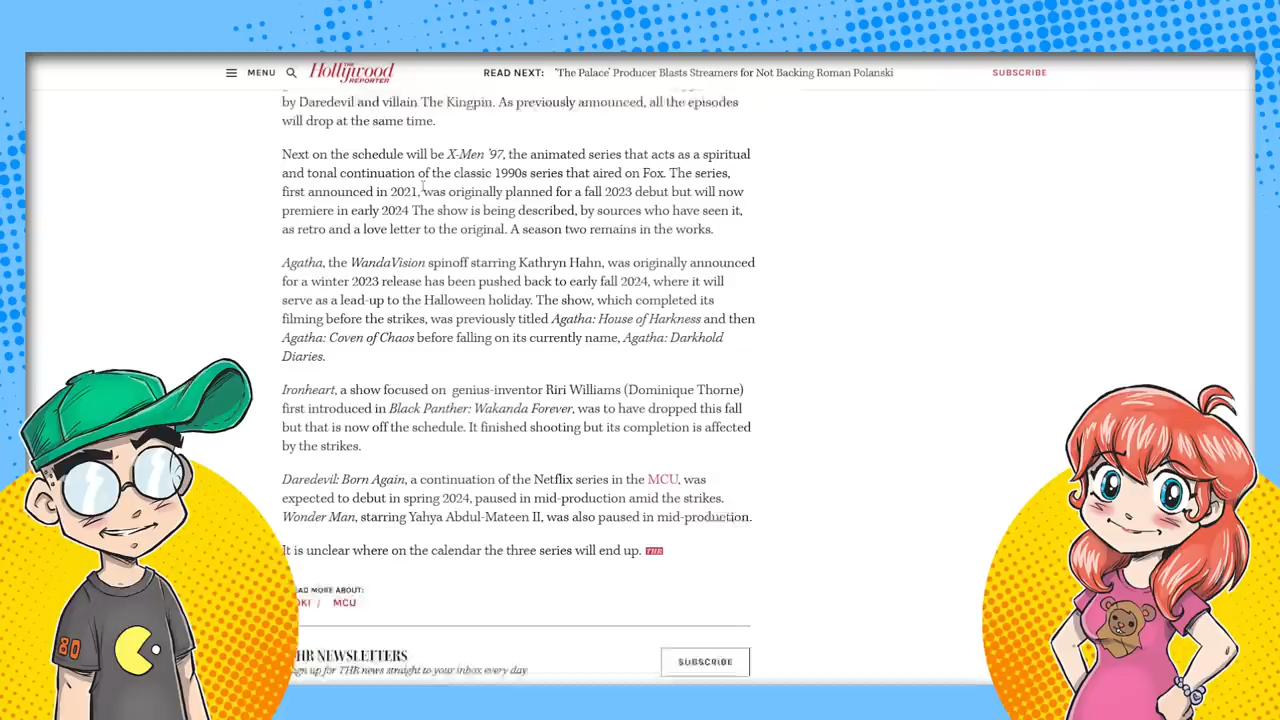 MENU
THE
Hollywood
REPORTER
READ NEXT: 'The Palace' Producer Blasts Streamers for Not Backing Roman Polanski
SUBSCRIBE
by Daredevil and villain The Kingpin. As previously announced, all the episodes
will drop at the same time.
Next on the schedule will be X-Men '97, the animated series that acts as a spiritual
and tonal continuation of the classic 1990s series that aired on Fox. The series,
first announced in 2021, was originally planned for a fall 2023 debut but will now
premiere in early 2024 The show is being described, by sources who have seen it,
as retro and a love letter to the original. A season two remains in the works.
Agatha, the WandaVision spinoff starring Kathryn Hahn, was originally announced
for a winter 2023 release has been pushed back to early fall 2024, where it will
serve as a lead-up to the Halloween holiday. The show, which completed its
filming before the strikes, was previously titled Agatha: House of Harkness and then
Agatha: Coven of Chaos before falling on its currently name, Agatha: Darkhold
Diaries.
Ironheart, a show focused on genius-inventor Riri Williams (Dominique Thorne)
first introduced in Black Panther: Wakanda Forever, was to have dropped this fall
but that is now off the schedule. It finished shooting but its completion is affected
by the strikes.
Daredevil: Born Again, a continuation of the Netflix series in the MCU, was
expected to debut in spring 2024, paused in mid-production amid the strikes.
Wonder Man, starring Yahya Abdul-Mateen II, was also paused in mid-production.
It is unclear where on the calendar the three series will end up. THR
EAD MORE ABOUT:
OKI / MCU
HR NEWSLETTERS
gn up for THR news straight to your inbox every day
SUBSCRIBE
80